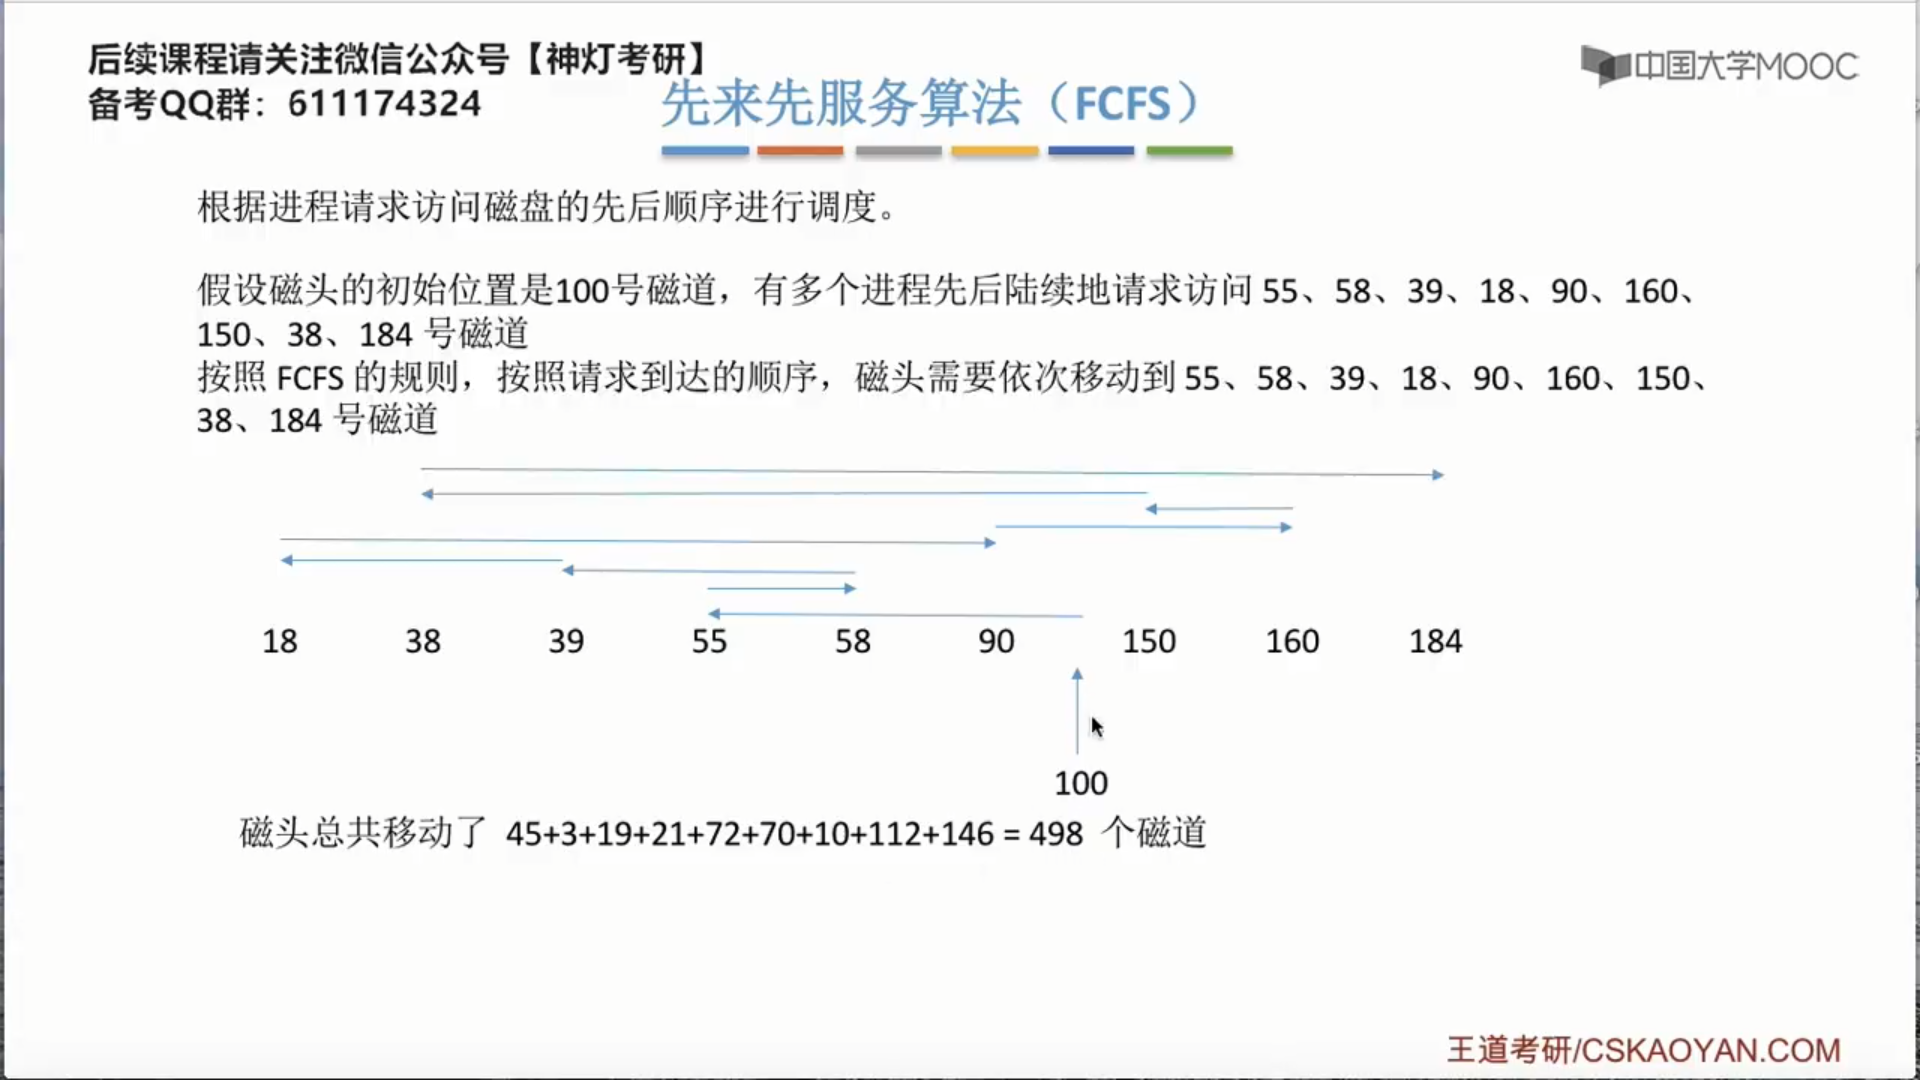 后续课程请关注微信公众号【神灯考研】
备考QQ群：611174324
中国大学MOOC
先来先服务算法（FCFS）
根据进程请求访问磁盘的先后顺序进行调度。
假设磁头的初始位置是100号磁道，有多个进程先后陆续地请求访问 55、58、39、18、90、160、
150、38、184 号磁道
按照 FCFS 的规则，按照请求到达的顺序，磁头需要依次移动到 55、58、39、18、90、160、150、
38、184 号磁道
18 38 39 55 58 90 150 160 184
100
磁头总共移动了 45+3+19+21+72+70+10+112+146 = 498 个磁道
王道考研/CSKAOYAN.COM